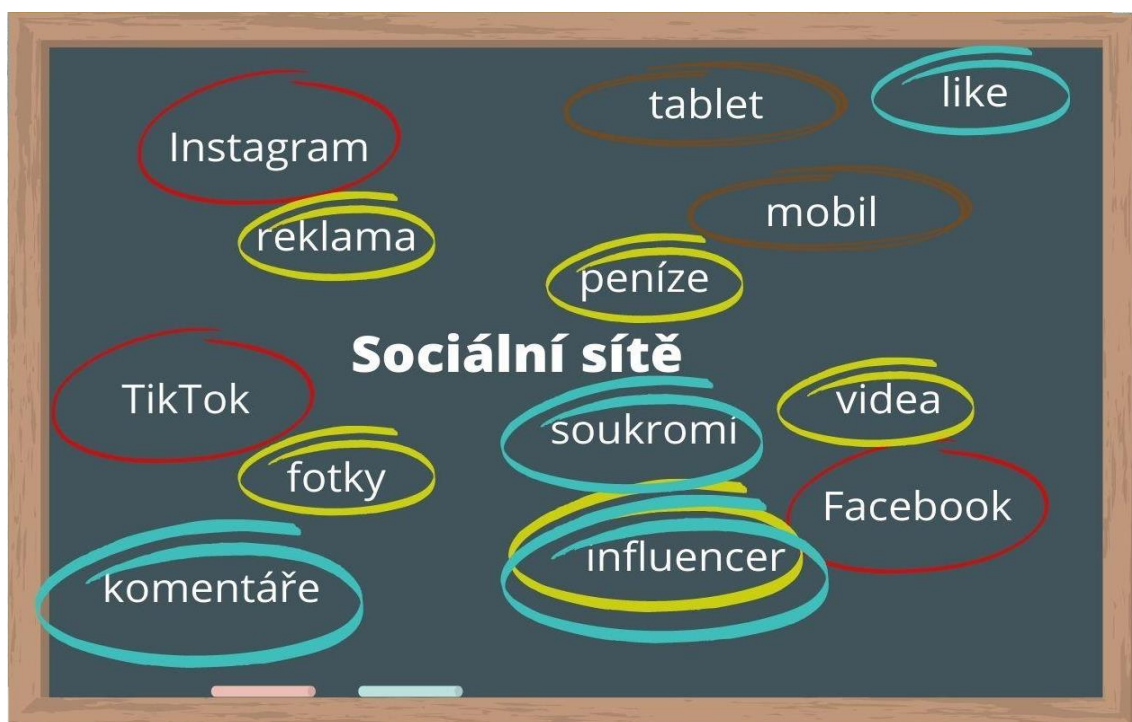 tablet
like
Instagram
mobil
reklama
peníze
Sociální sítě
TikTok
videa
soukromí
fotky
Facebook
influencer
komentáře